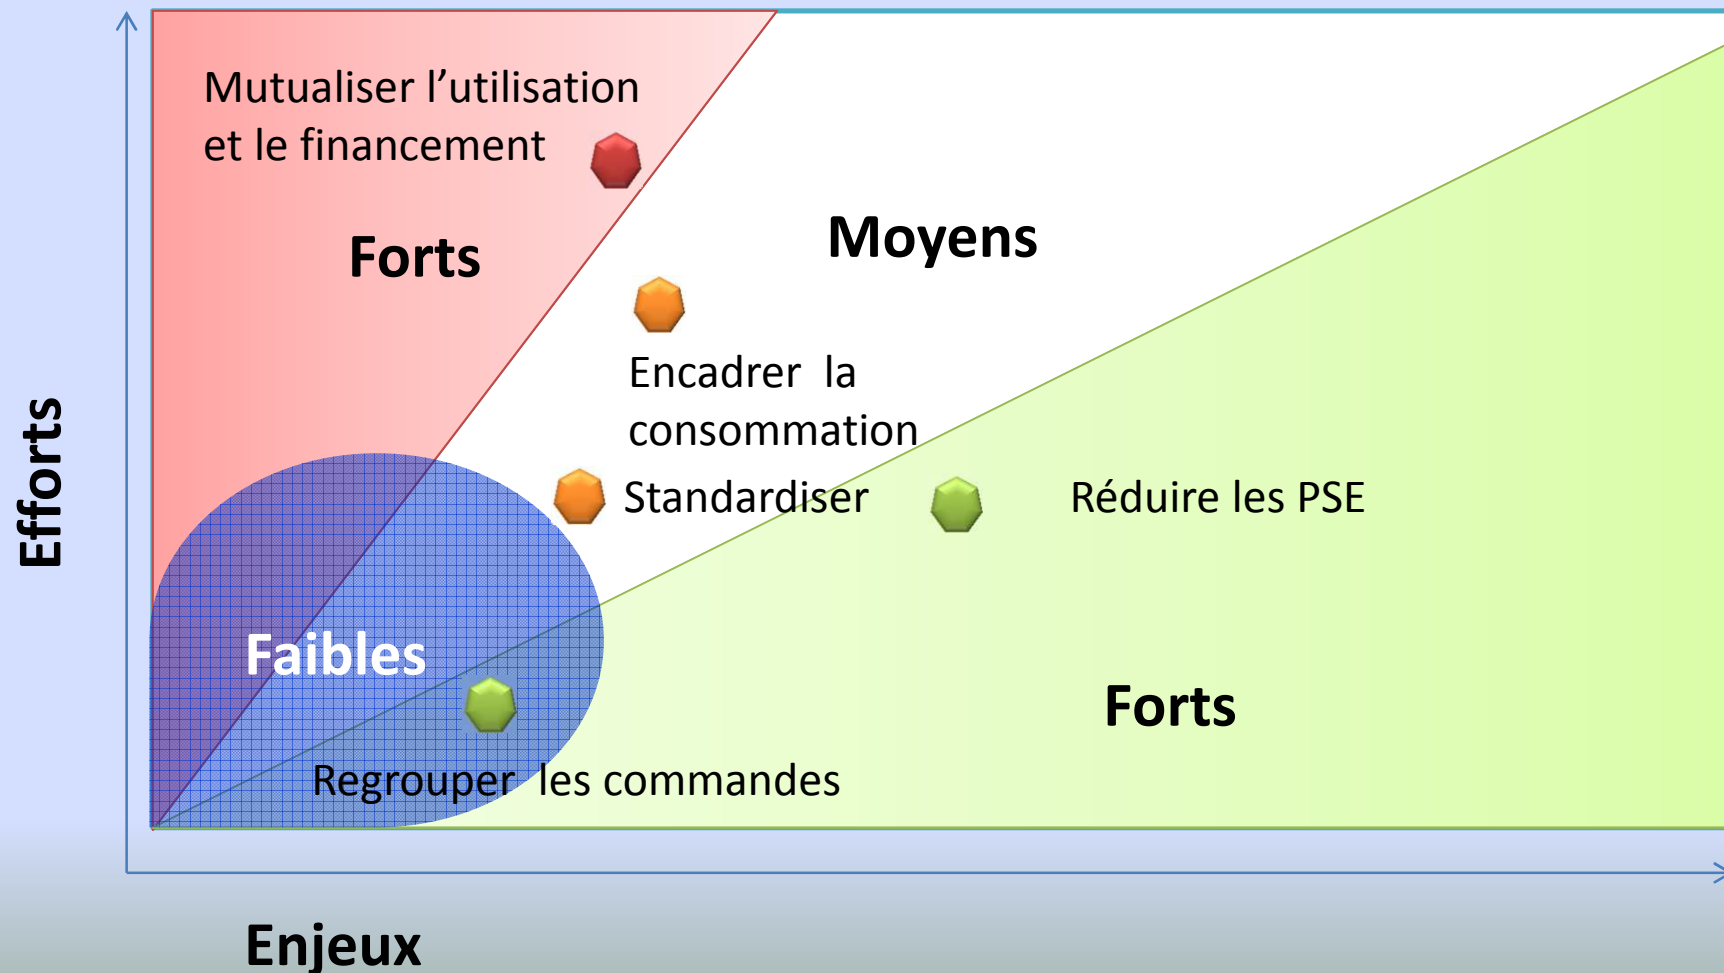 Mutualiser l’utilisation
et le financement
Forts
Moyens
Encadrer la
consommation
Standardiser
Réduire les PSE
Efforts
Faibles
Forts
Regrouper les commandes
Enjeux